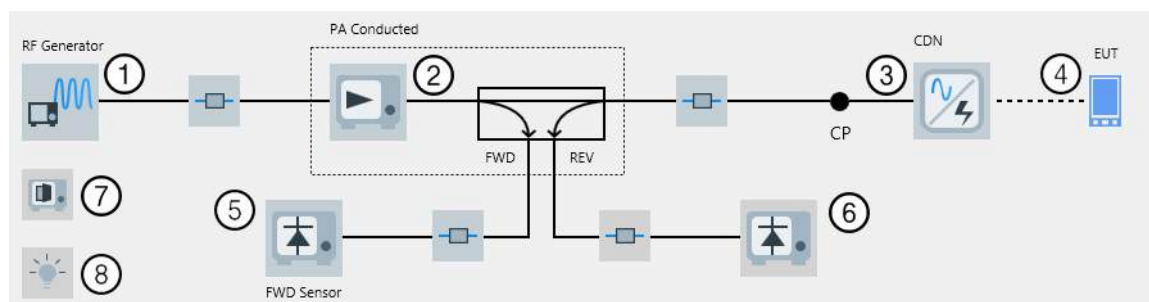 PA Conducted
RF Generator
CDN
EUT
1
2
3
4
CP
FWD
REV
7
5
6
8
FWD Sensor